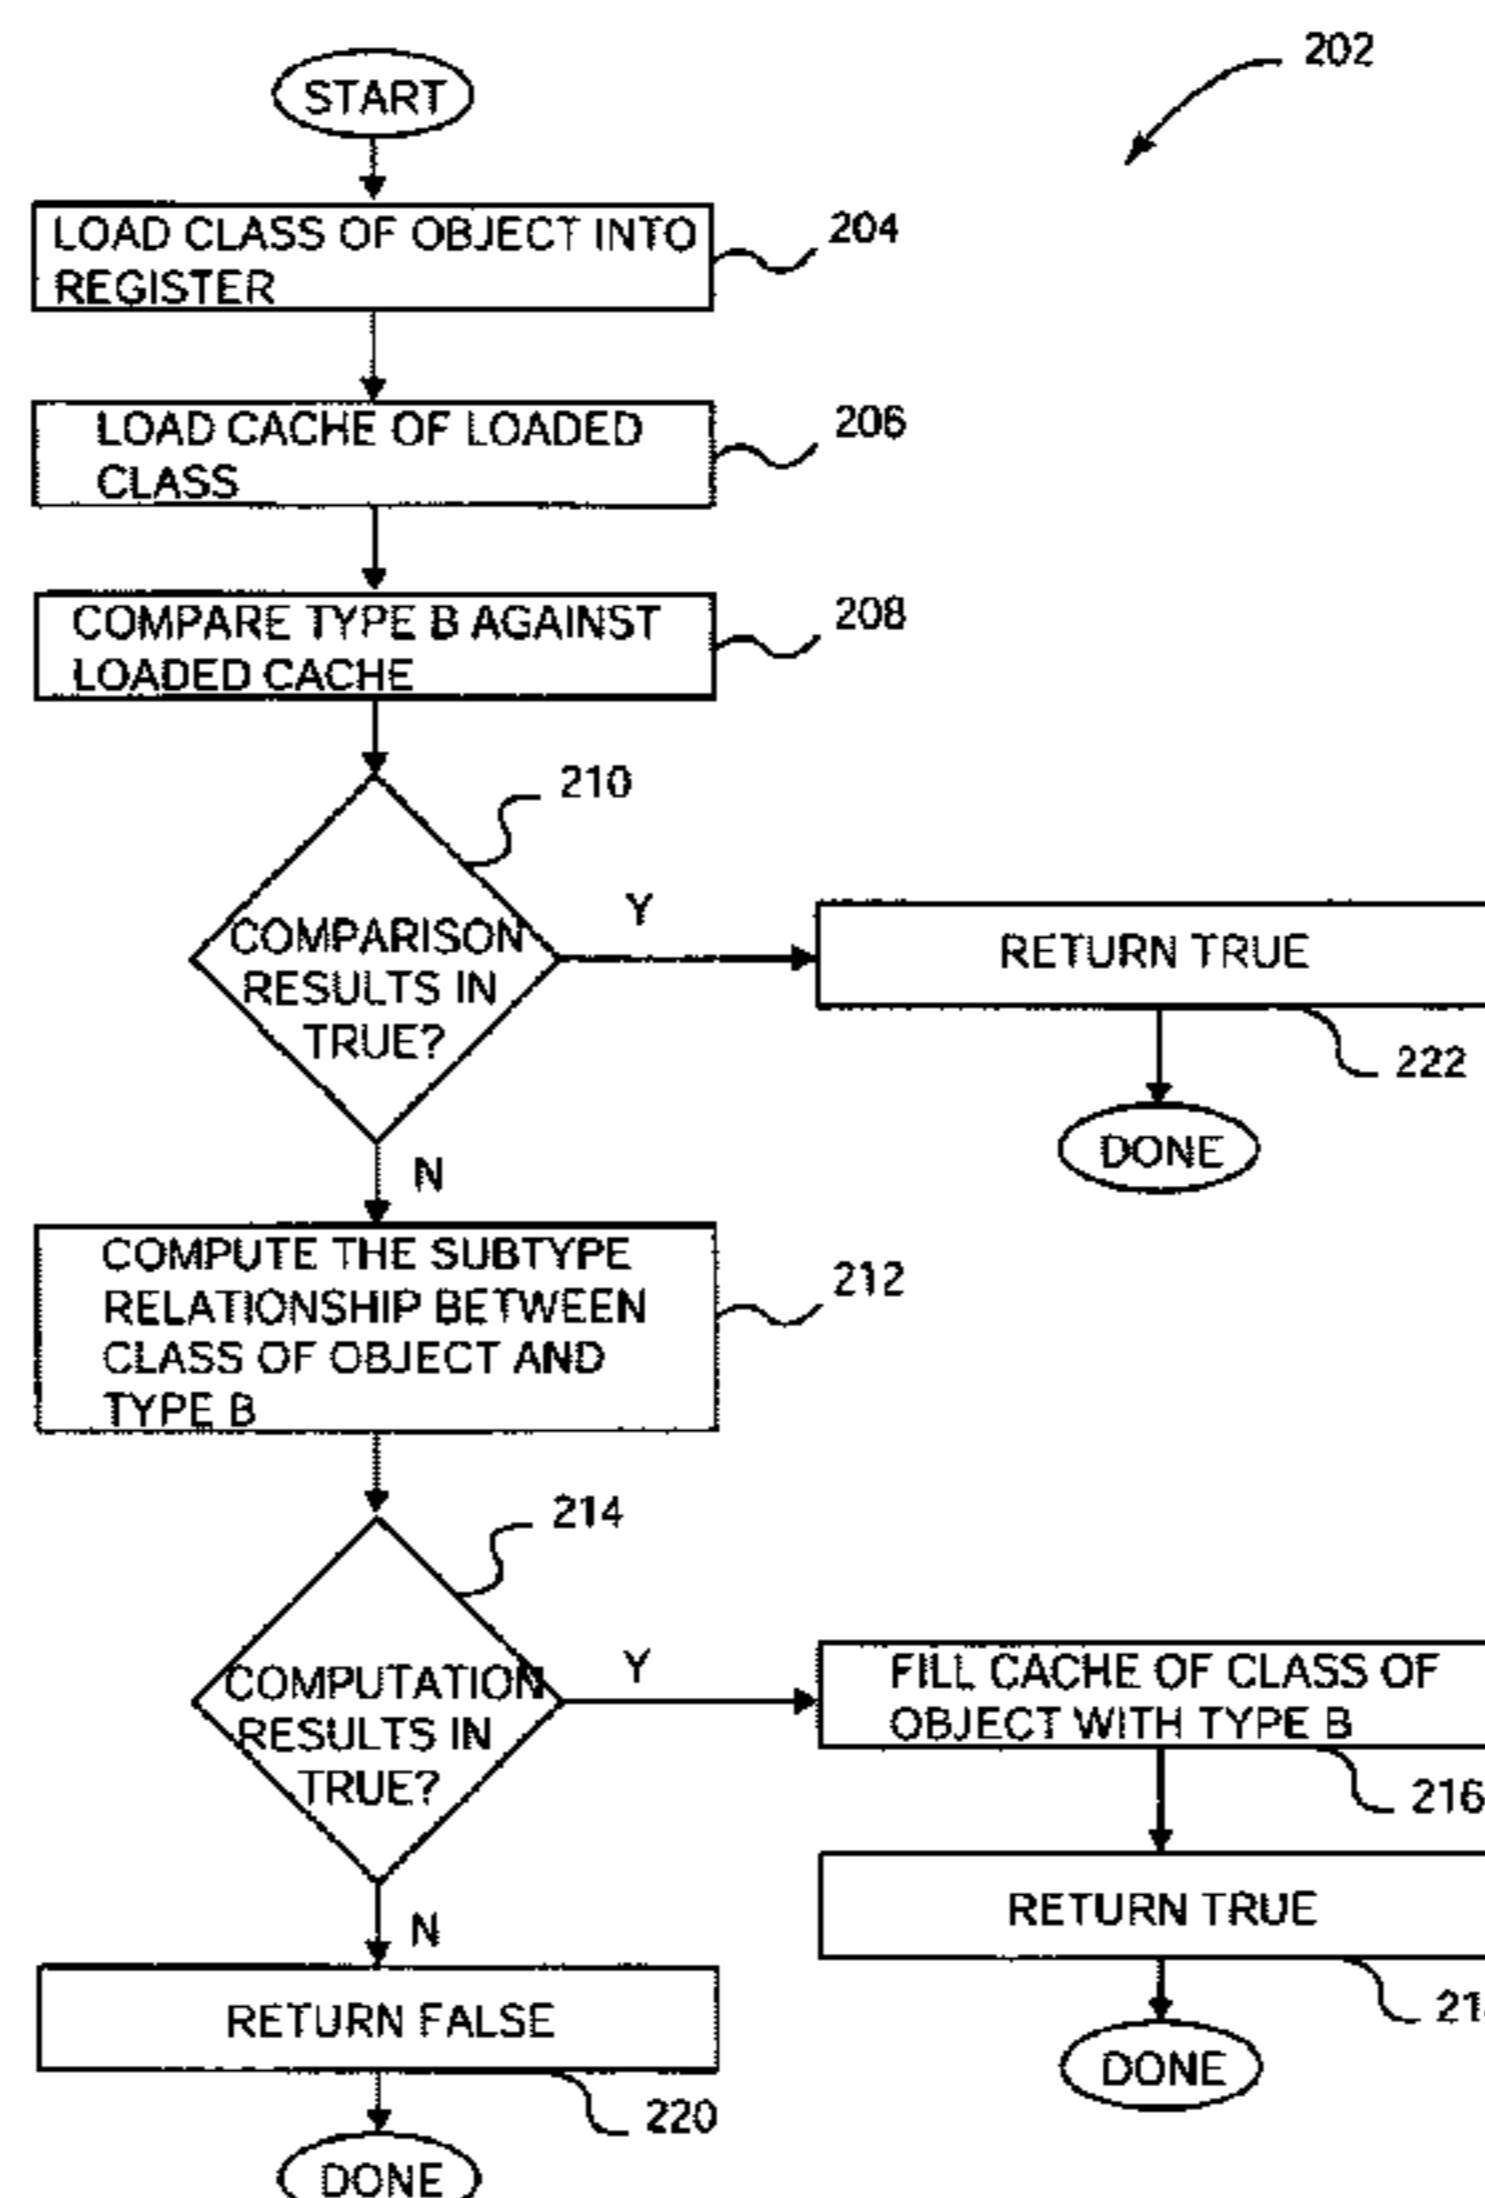 202
START
LOAD CLASS OF OBJECT INTO
REGISTER
204
LOAD CACHE OF LOADED
CLASS
206
COMPARE TYPE B AGAINST
LOADED CACHE
208
210
COMPARISON
RESULTS IN
TRUE?
Y
RETURN TRUE
222
DONE
N
COMPUTE THE SUBTYPE
RELATIONSHIP BETWEEN
CLASS OF OBJECT AND
TYPE B
212
214
COMPUTATION
RESULTS IN
TRUE?
Y
FILL CACHE OF CLASS OF
OBJECT WITH TYPE B
216
RETURN TRUE
DONE
N
RETURN FALSE
220
DONE